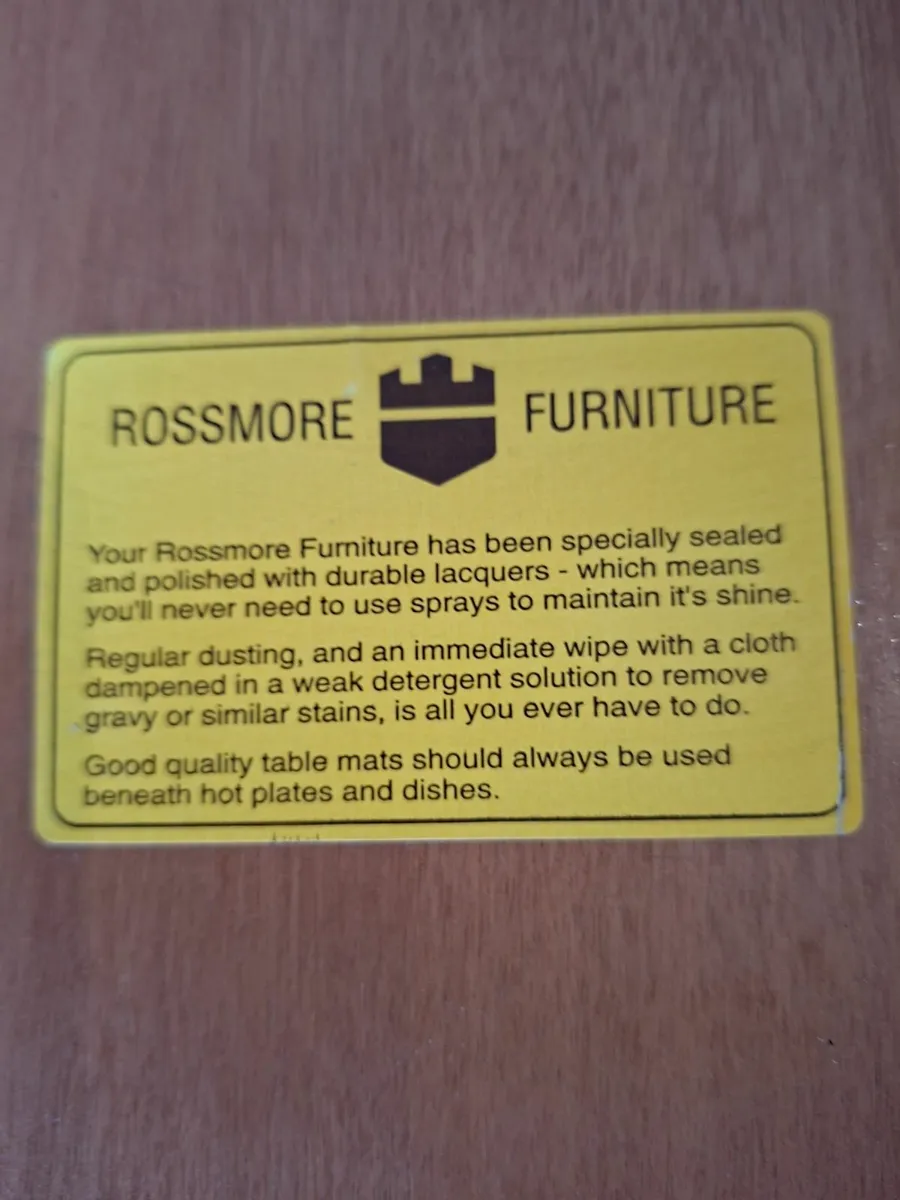 ROSSMORE FURNITURE
Your Rossmore Furniture has been specially sealed
and polished with durable lacquers - which means
you'll never need to use sprays to maintain it's shine.
Regular dusting, and an immediate wipe with a cloth
dampened in a weak detergent solution to remove
gravy or similar stains, is all you ever have to do.
Good quality table mats should always be used
beneath hot plates and dishes.